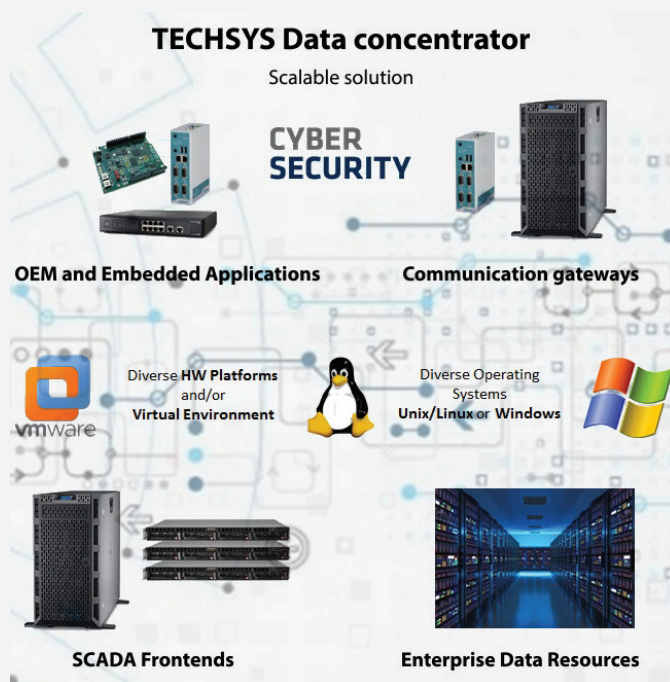 TECHSYS Data concentrator
Scalable solution
CYBER
SECURITY
OEM and Embedded Applications
Communication gateways
vmware
Diverse HW Platforms
and/or
Virtual Environment
Diverse Operating
Systems
Unix/Linux or Windows
SCADA Frontends
Enterprise Data Resources